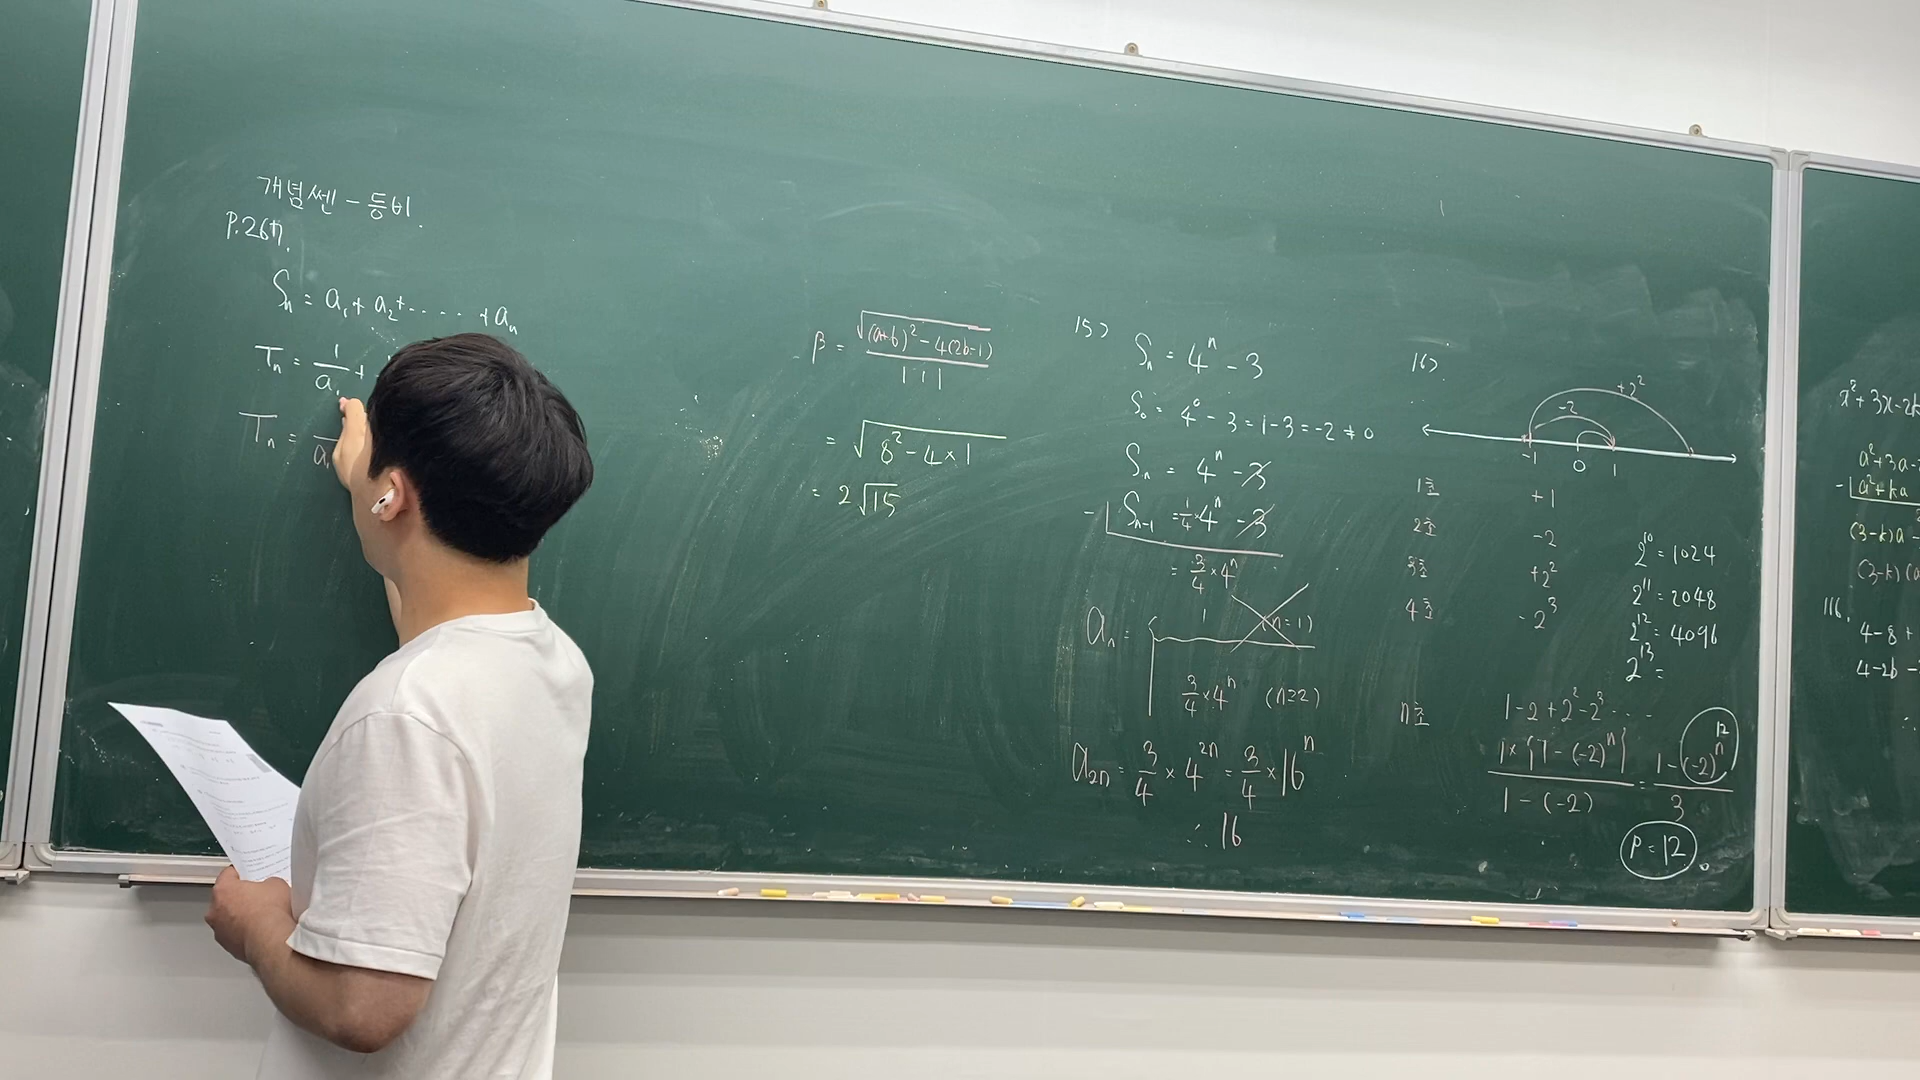 개념쎈 - 등비.
P.267.
Sₙ = a₁ + a₂ + ····· + aₙ
Tₙ = 1/a₁ +
Tₙ =
β = √((a+b)² - 4(2b-1))
= √(8² - 4×1)
= 2√15
15)
Sₙ = 4ⁿ - 3
S₀ = 4⁰ - 3 = 1 - 3 = -2 ≠ 0
Sₙ = 4ⁿ - 3
- Sₙ₋₁ = 1/4 × 4ⁿ - 3
= 3/4 × 4ⁿ
aₙ = 1 (n=1)
3/4 × 4ⁿ (n≥2)
a₂ₙ = 3/4 × 4²ⁿ = 3/4 × 16ⁿ
∴ 16
16).
+2²
-2
-1 0 1
1초 +1
2초 -2
3초 +2²
4초 -2³
2¹⁰ = 1024
2¹¹ = 2048
2¹² = 4096
2¹³ =
n초 1 - 2 + 2² - 2³ ····
1×{1-(-2)ⁿ} / 1-(-2) = 1-(-2)ⁿ / 3
12
P = 12
x² + 3x - 2k
a² + 3a -
- a² + ka
(3-k)a -
(3-k)(a
116.
4 - 8 +
4 - 2b -